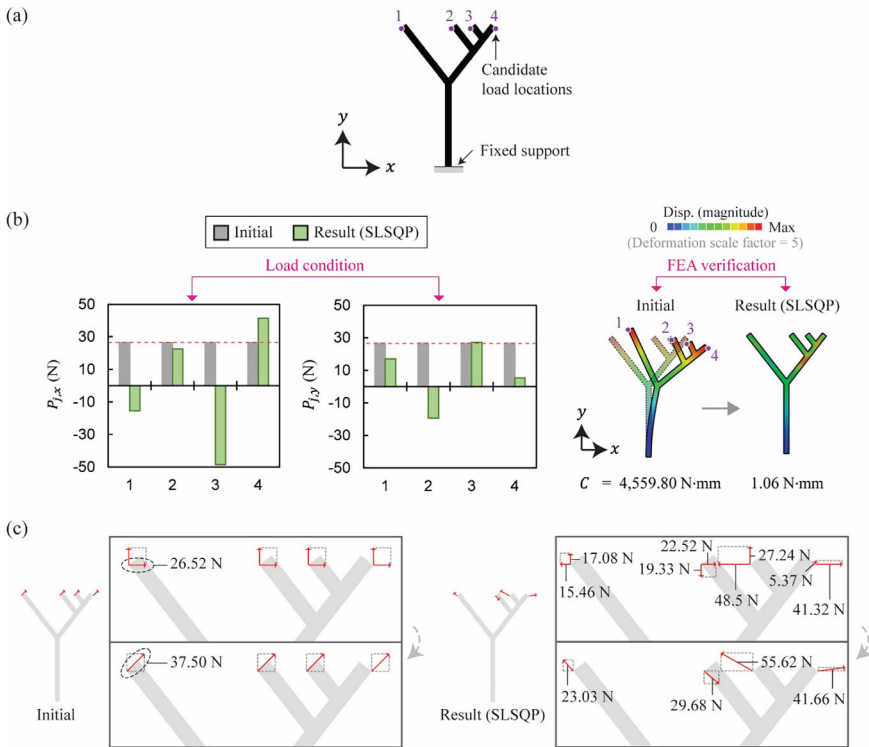 (a)
1
2
3
4
Candidate
load locations
y
x
Fixed support
(b)
Initial
Result (SLSQP)
Load condition
50
30
10
-10
-30
-50
P_{j,x} (N)
1 2 3 4
50
30
10
-10
-30
-50
P_{j,y} (N)
1 2 3 4
Disp. (magnitude)
0 Max
(Deformation scale factor = 5)
FEA verification
Initial
Result (SLSQP)
1
2
3
4
y
x
C = 4,559.80 N·mm
1.06 N·mm
(c)
Initial
26.52 N
37.50 N
Result (SLSQP)
17.08 N
15.46 N
22.52 N
19.33 N
48.5 N
27.24 N
5.37 N
41.32 N
23.03 N
29.68 N
55.62 N
41.66 N